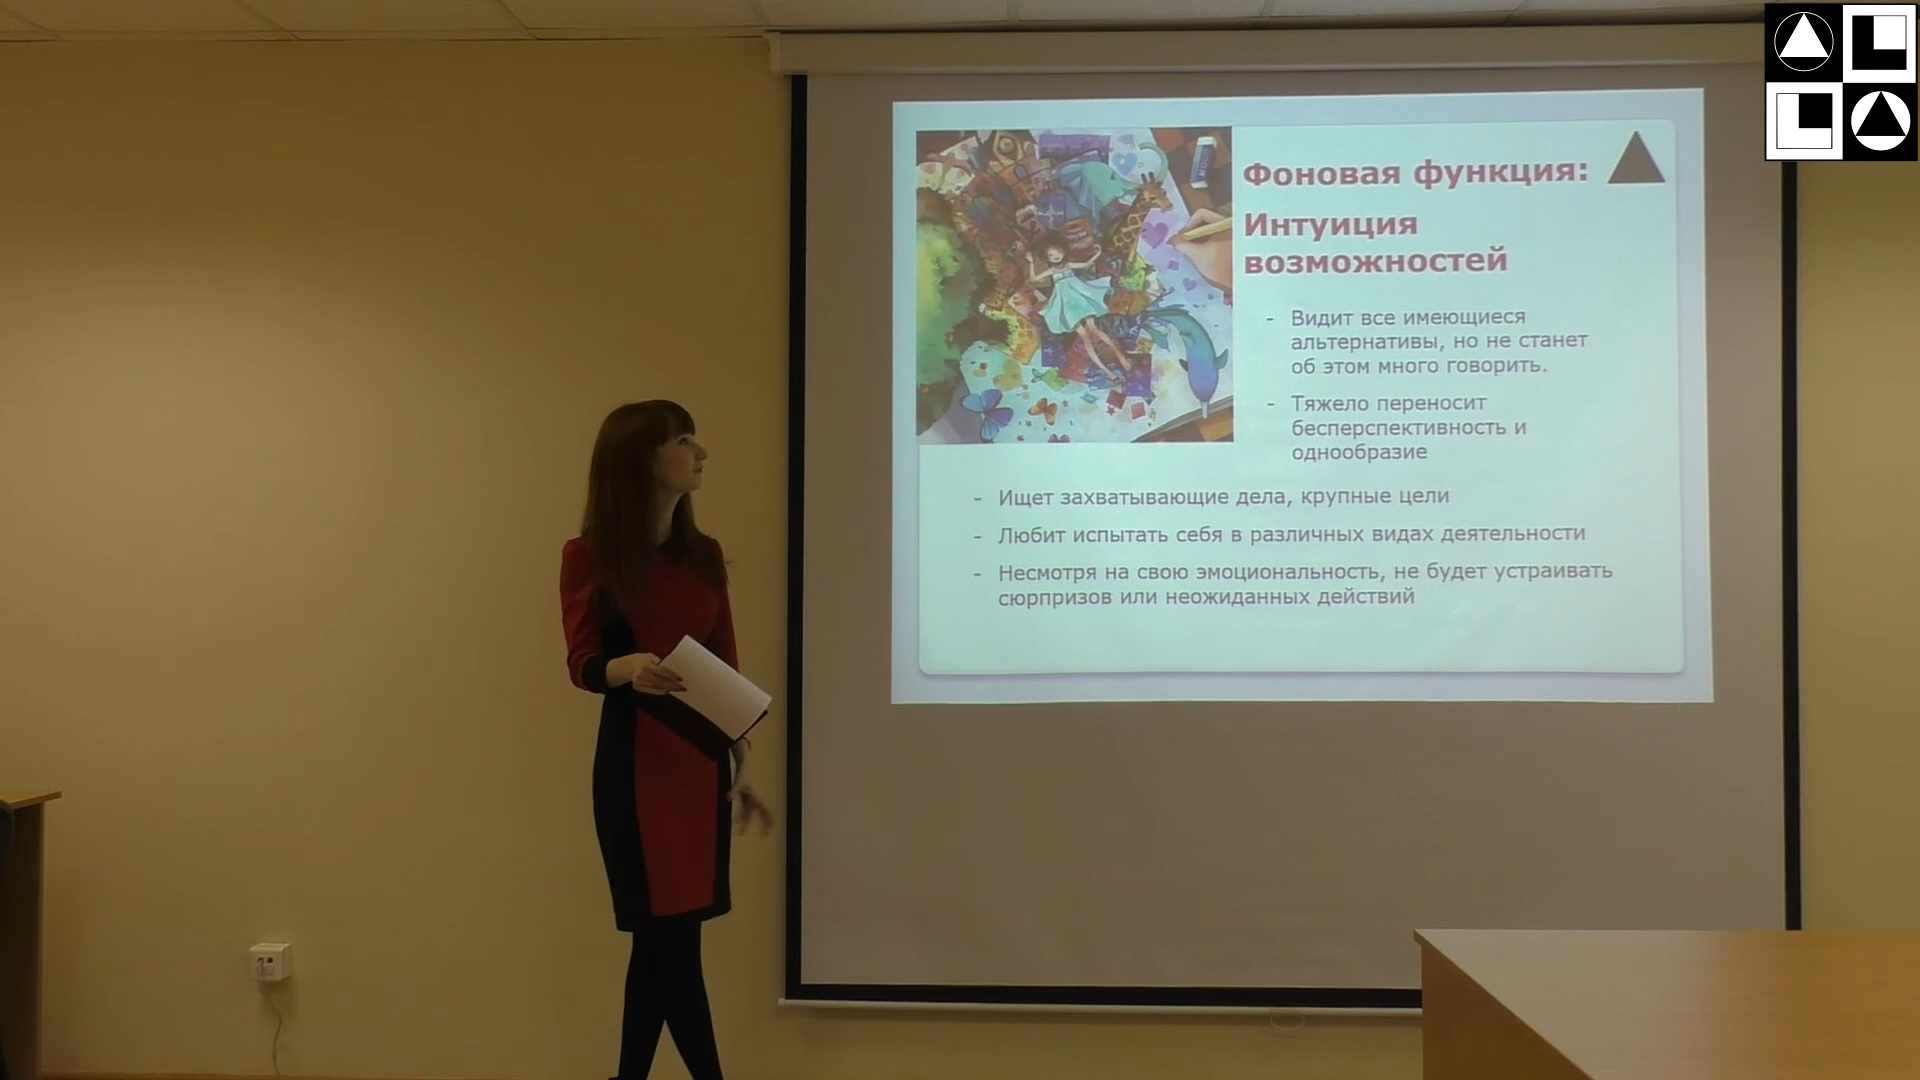 Фоновая функция:
Интуиция
возможностей
- Видит все имеющиеся
альтернативы, но не станет
об этом много говорить.
- Тяжело переносит
бесперспективность и
однообразие
- Ищет захватывающие дела, крупные цели
- Любит испытать себя в различных видах деятельности
- Несмотря на свою эмоциональность, не будет устраивать
сюрпризов или неожиданных действий